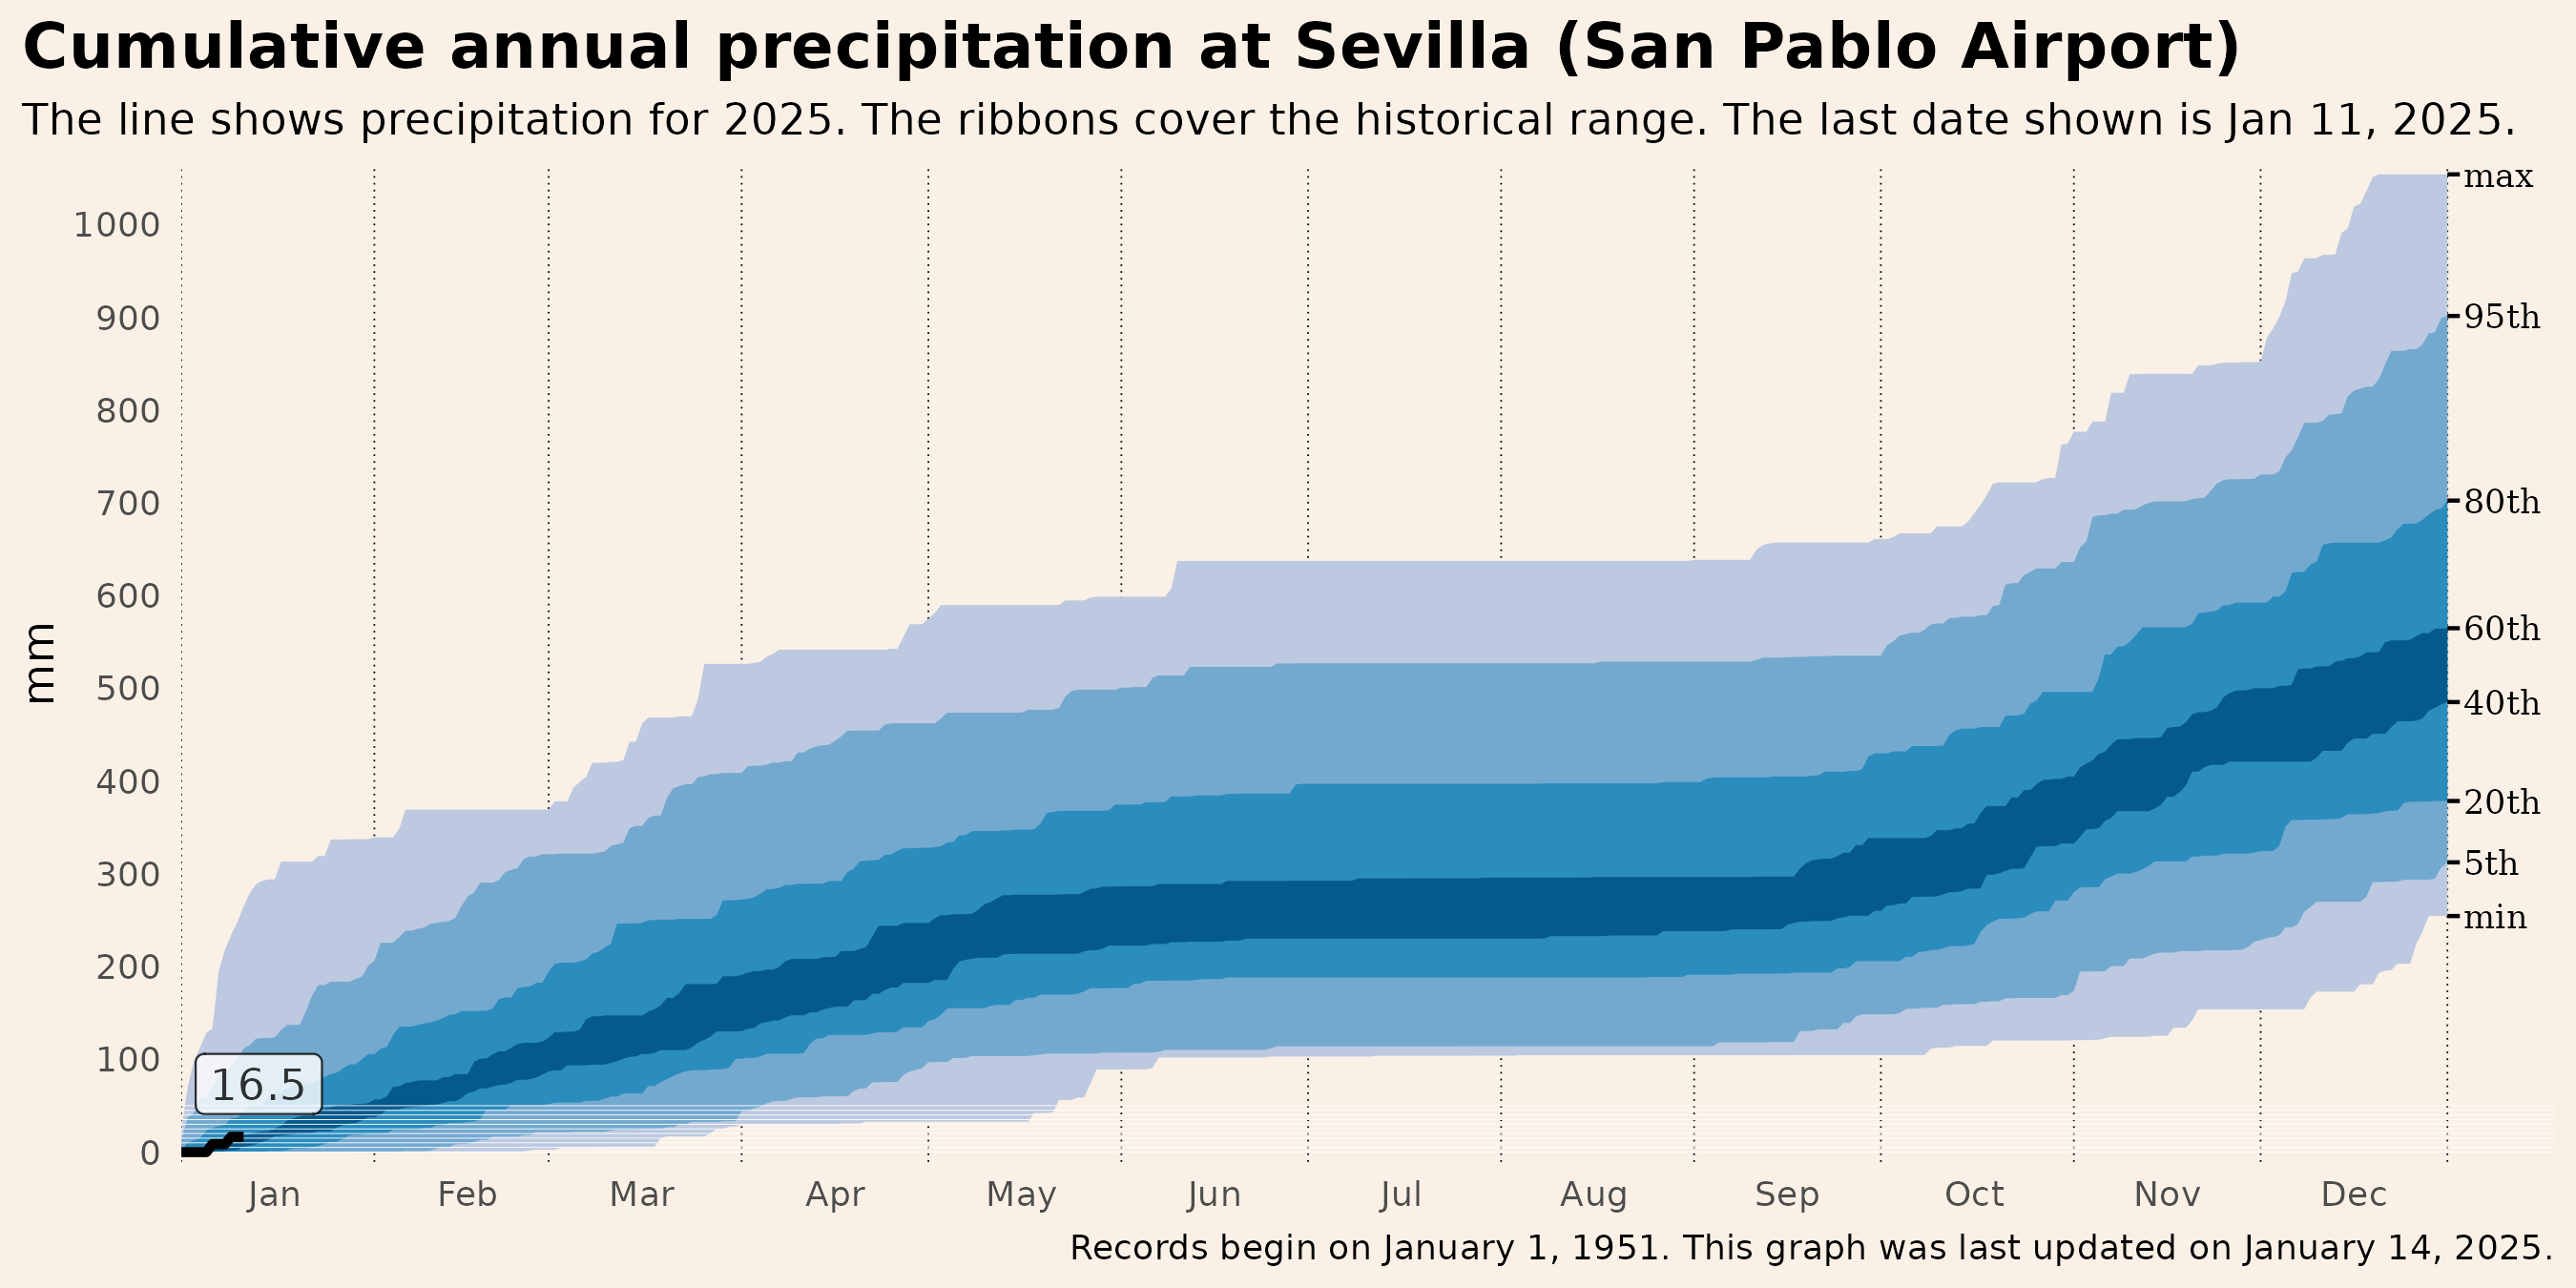 Cumulative annual precipitation at Sevilla (San Pablo Airport)
The line shows precipitation for 2025. The ribbons cover the historical range. The last date shown is Jan 11, 2025.
mm
1000
900
800
700
600
500
400
300
200
100
0
16.5
max
95th
80th
60th
40th
20th
5th
min
Jan Feb Mar Apr May Jun Jul Aug Sep Oct Nov Dec
Records begin on January 1, 1951. This graph was last updated on January 14, 2025.